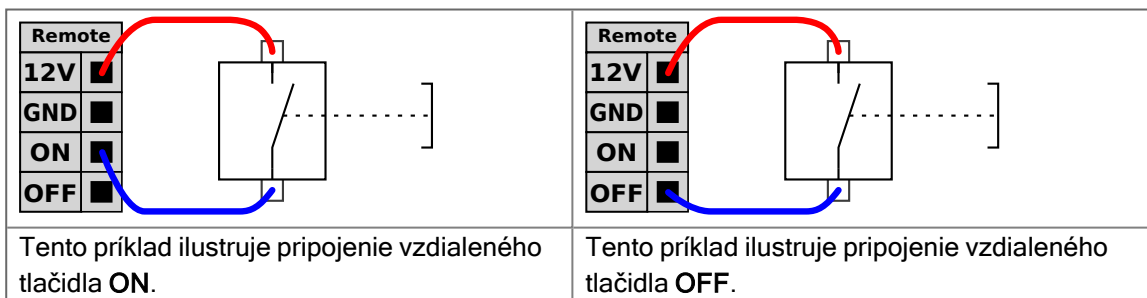 Remote
12V
GND
ON
OFF
Tento príklad ilustruje pripojenie vzdialeného
tlačidla ON.
Remote
12V
GND
ON
OFF
Tento príklad ilustruje pripojenie vzdialeného
tlačidla OFF.